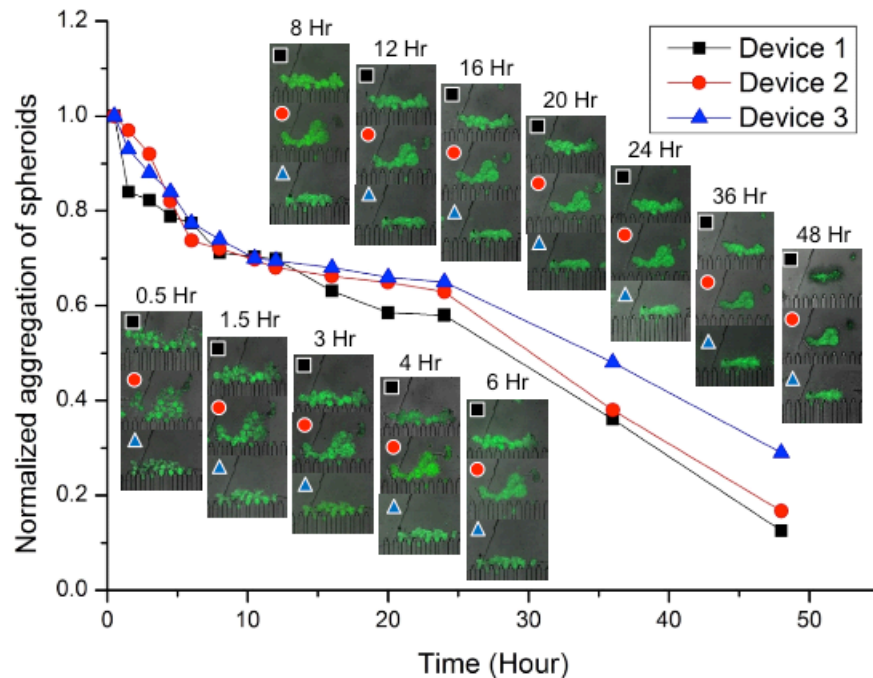 1.2
1.0
0.8
0.6
0.4
0.2
0.0
Normalized aggregation of spheroids
0
10
20
30
40
50
Time (Hour)
Device 1
Device 2
Device 3
8 Hr
12 Hr
16 Hr
20 Hr
24 Hr
36 Hr
48 Hr
0.5 Hr
1.5 Hr
3 Hr
4 Hr
6 Hr